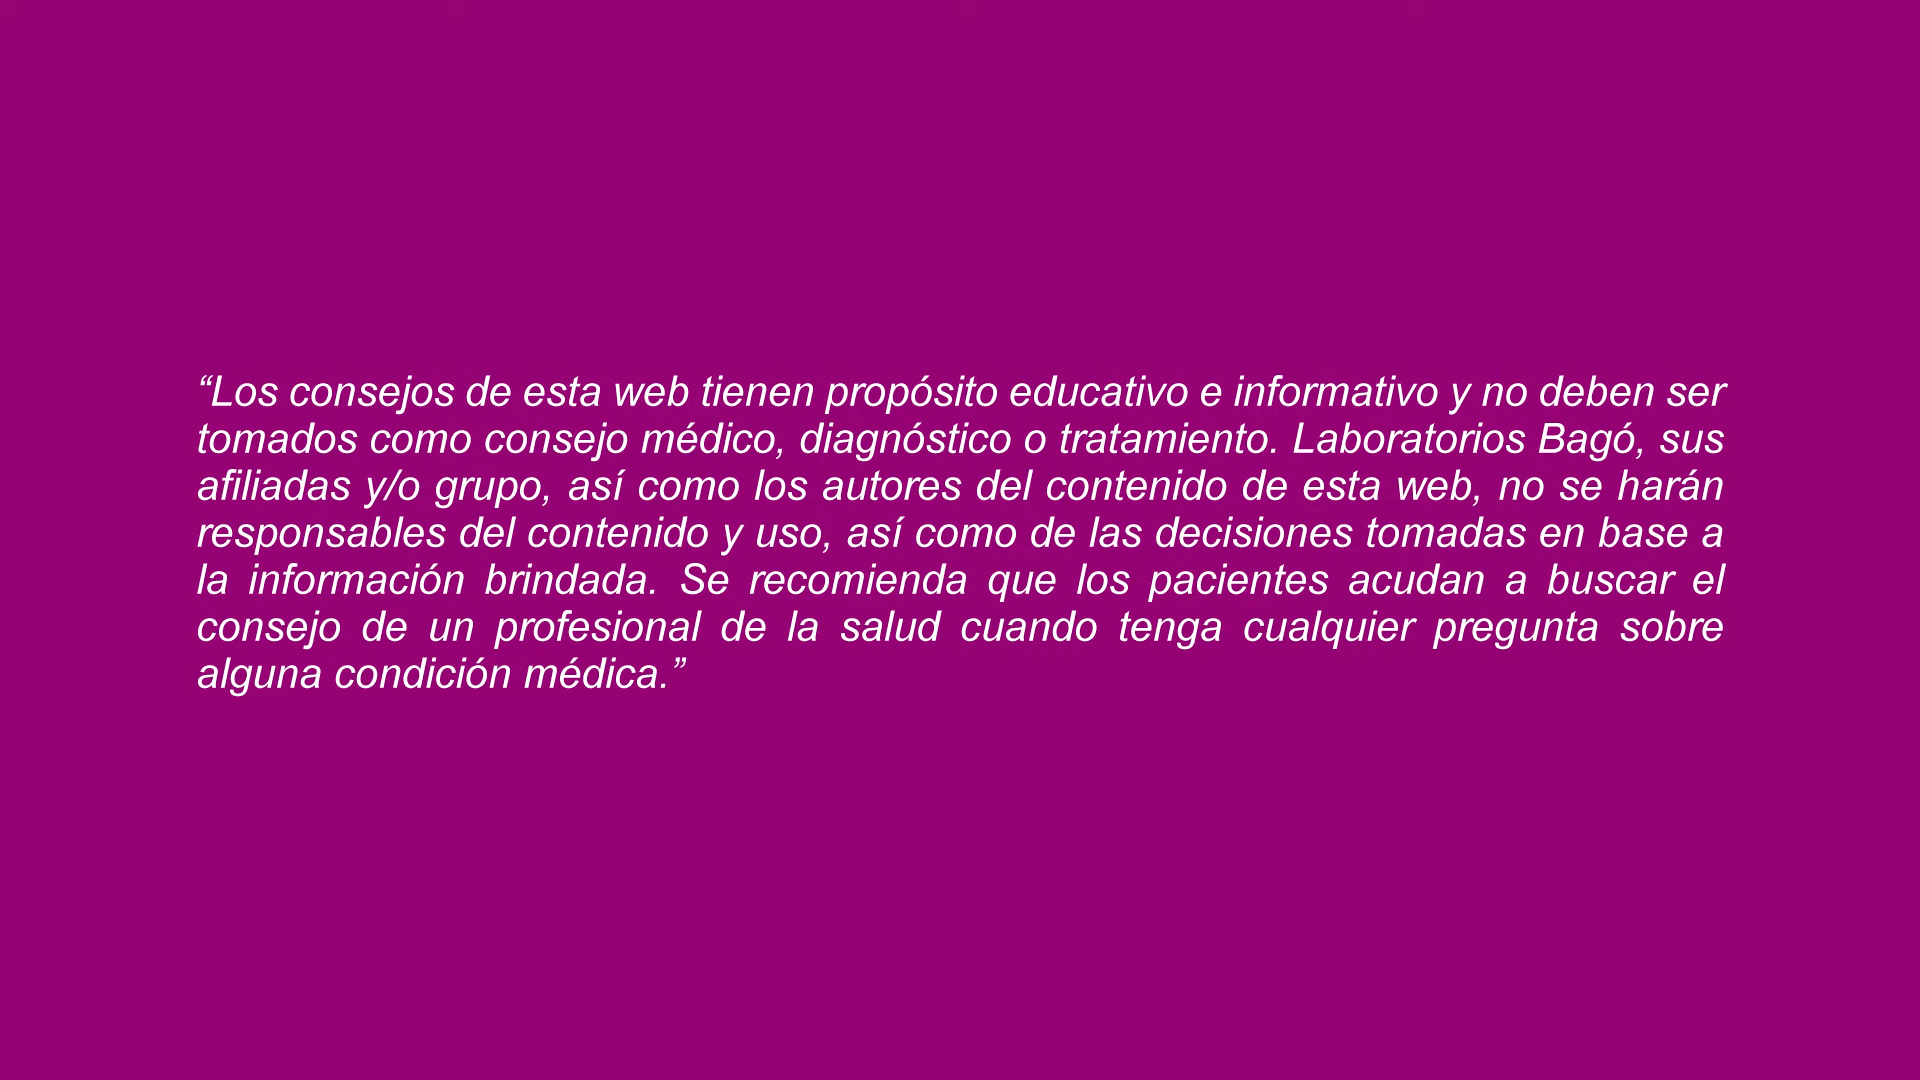 “Los consejos de esta web tienen propósito educativo e informativo y no deben ser
tomados como consejo médico, diagnóstico o tratamiento. Laboratorios Bagó, sus
afiliadas y/o grupo, así como los autores del contenido de esta web, no se harán
responsables del contenido y uso, así como de las decisiones tomadas en base a
la información brindada. Se recomienda que los pacientes acudan a buscar el
consejo de un profesional de la salud cuando tenga cualquier pregunta sobre
alguna condición médica.”